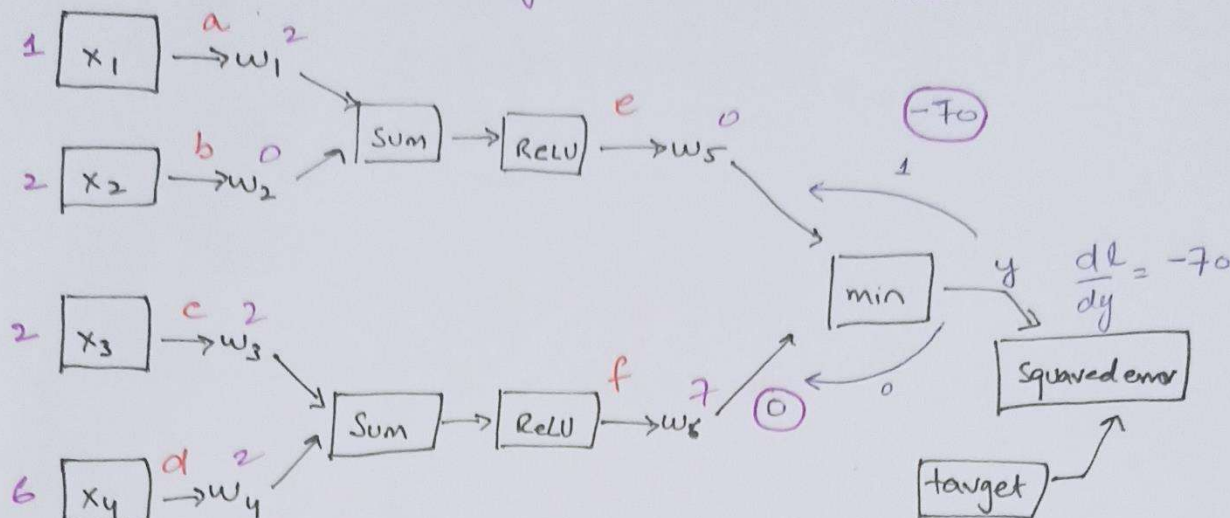 1 x1 a w1 2
2 x2 b w2 0
Sum ReLU e w5 0
-70
1
2 x3 c w3 2
min y dl/dy = -70
0
0
squared error
6 x4 d w4 2
Sum ReLU f w6 7
target